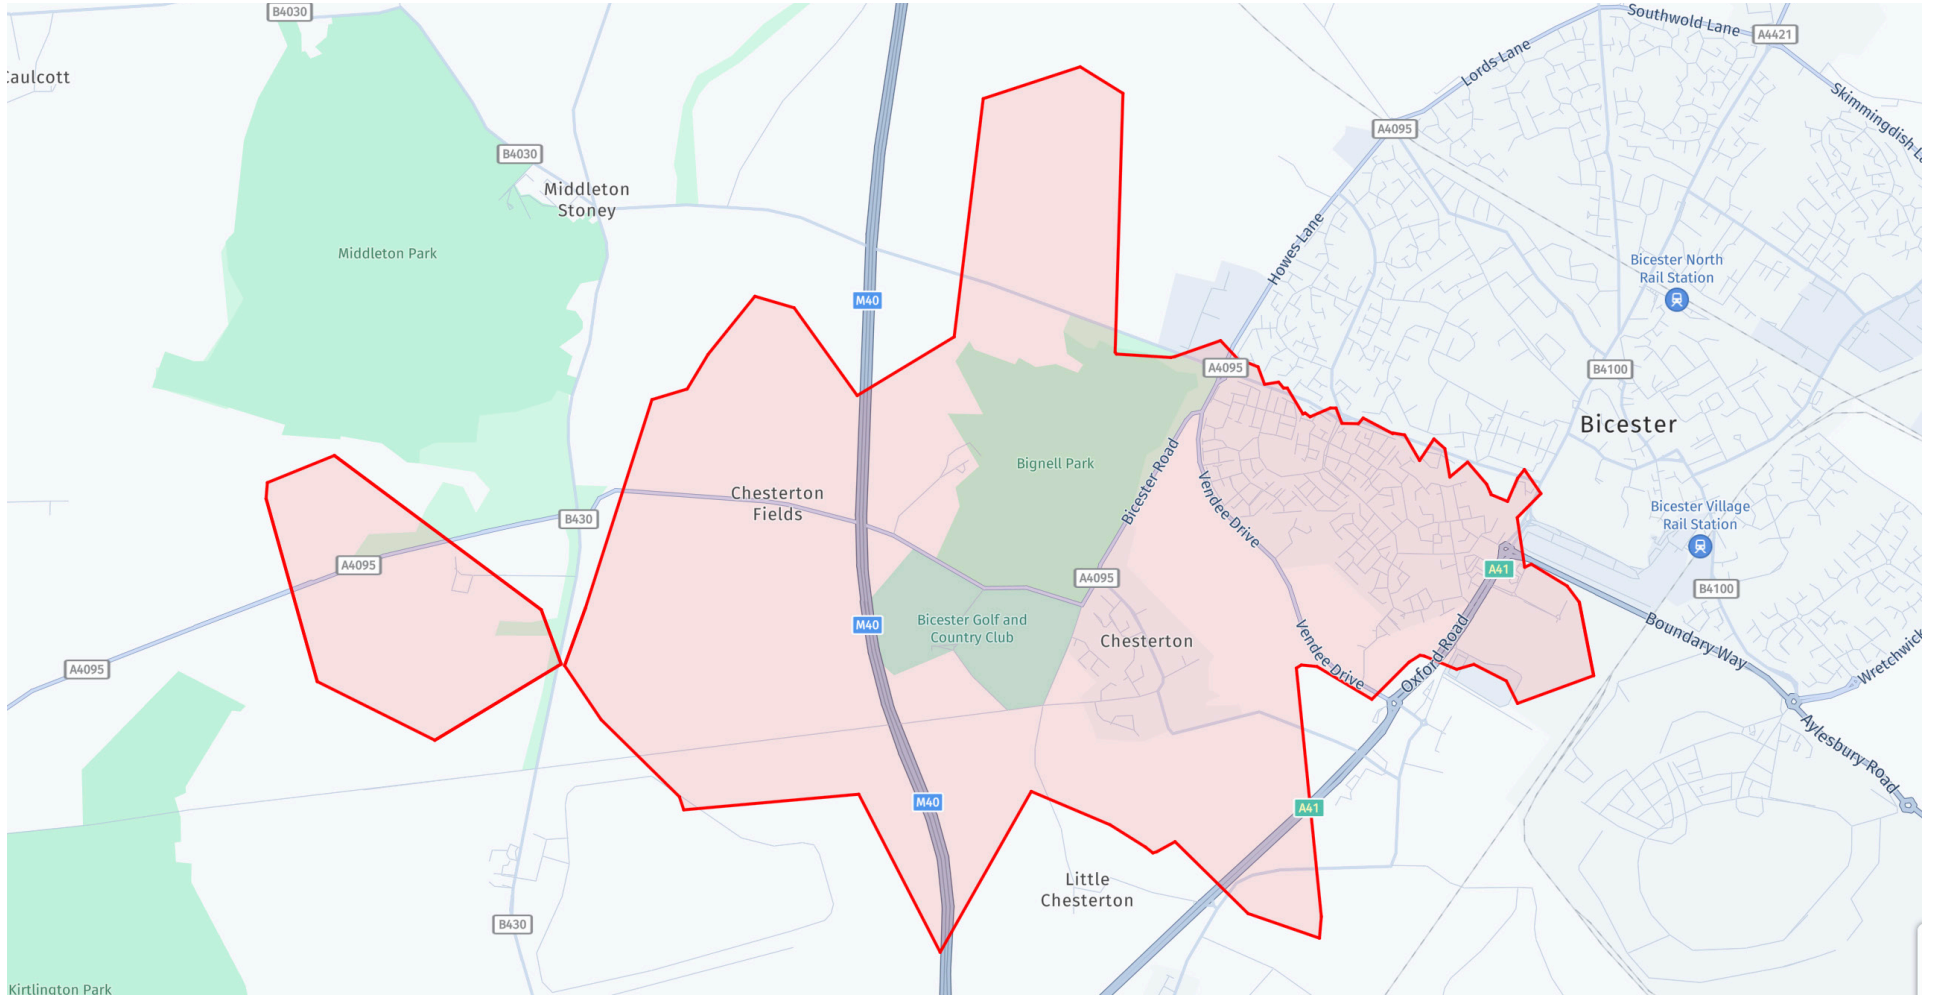 B4030
Southwold Lane
A4421
Caulcott
Lords Lane
Skimmingdish L
A4095
B4030
Middleton
Stoney
Middleton Park
Howes Lane
Bicester North
Rail Station
M40
A4095
B4100
Bicester
Bignell Park
Bicester Road
Chesterton
Fields
Vendee Drive
B430
Bicester Village
Rail Station
A4095
A4095
A41
B4100
Bicester Golf and
Country Club
M40
Chesterton
Vendee Drive
Oxford Road
Boundary Way
Wretchwick
A4095
Aylesbury Road
M40
A41
Little
Chesterton
B430
Kirtlington Park